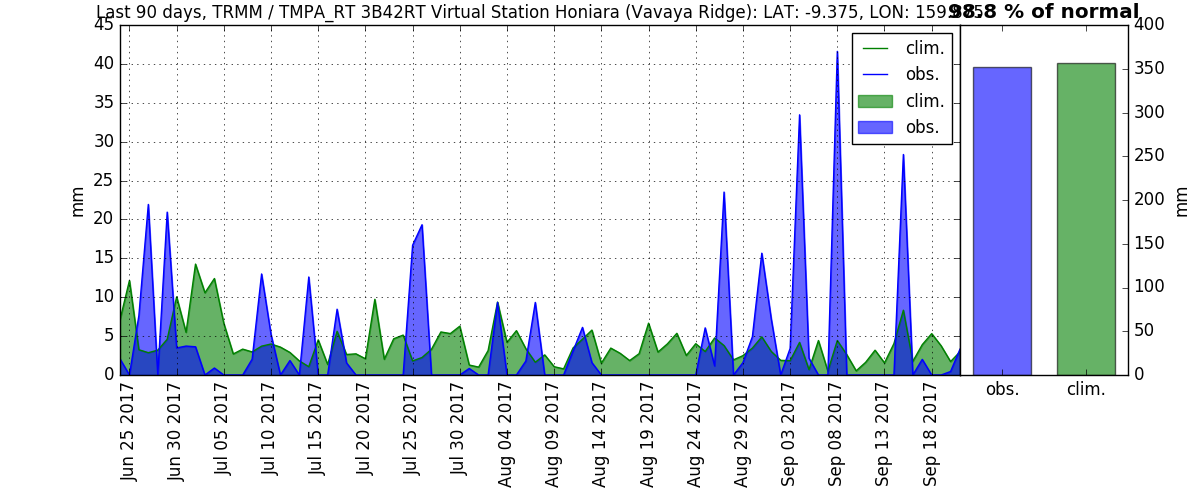 Last 90 days, TRMM / TMPA_RT 3B42RT Virtual Station Honiara (Vavaya Ridge): LAT: -9.375, LON:
98.8 % of normal
45
40
35
30
25
20
15
10
5
0
mm
clim.
obs.
clim.
obs.
Jun 25 2017
Jun 30 2017
Jul 05 2017
Jul 10 2017
Jul 15 2017
Jul 20 2017
Jul 25 2017
Jul 30 2017
Aug 04 2017
Aug 09 2017
Aug 14 2017
Aug 19 2017
Aug 24 2017
Aug 29 2017
Sep 03 2017
Sep 08 2017
Sep 13 2017
Sep 18 2017
400
350
300
250
200
150
100
50
0
mm
obs. clim.